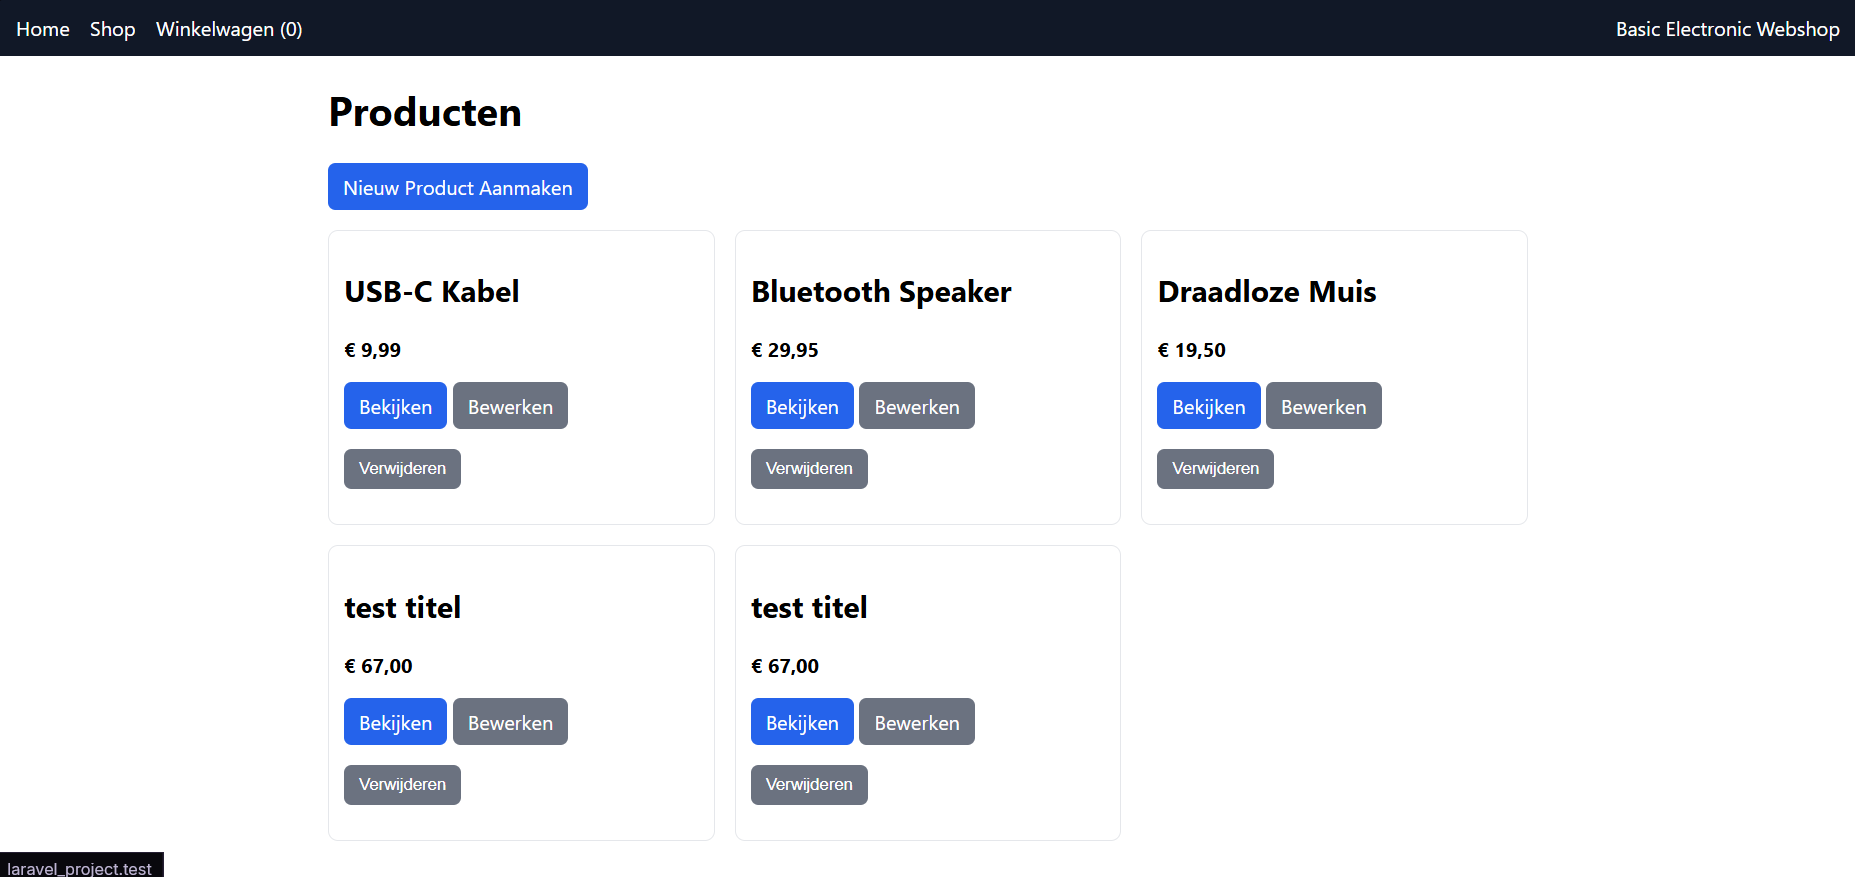 Home Shop Winkelwagen (0) Basic Electronic Webshop
Producten
Nieuw Product Aanmaken
USB-C Kabel
€ 9,99
Bekijken Bewerken
Verwijderen
Bluetooth Speaker
€ 29,95
Bekijken Bewerken
Verwijderen
Draadloze Muis
€ 19,50
Bekijken Bewerken
Verwijderen
test titel
€ 67,00
Bekijken Bewerken
Verwijderen
test titel
€ 67,00
Bekijken Bewerken
Verwijderen
laravel_project.test